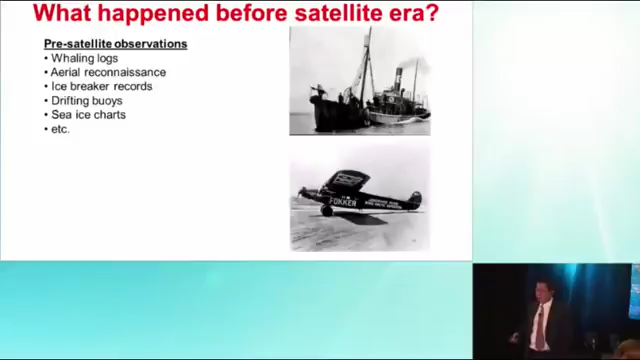 What happened before satellite era?
Pre-satellite observations
• Whaling logs
• Aerial reconnaissance
• Ice breaker records
• Drifting buoys
• Sea ice charts
• etc.
FOKKER